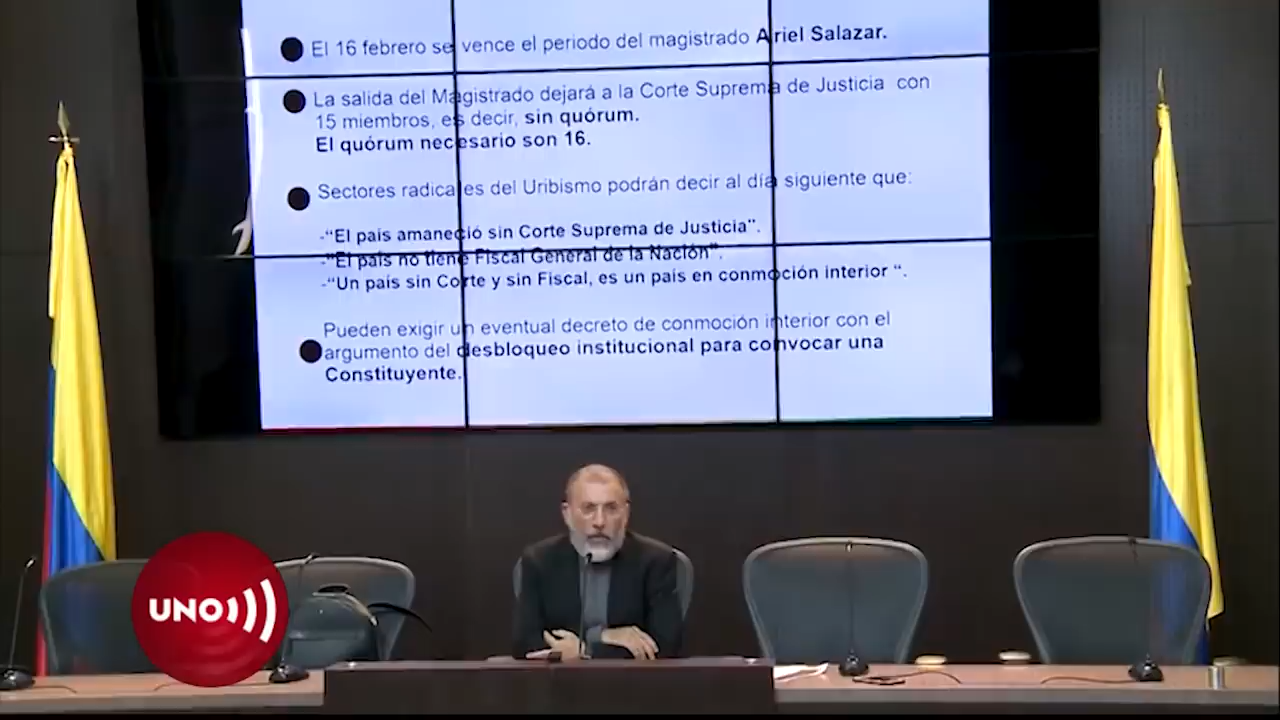 El 16 febrero se vence el periodo del magistrado Ariel Salazar.
La salida del Magistrado dejará a la Corte Suprema de Justicia con
15 miembros, es decir, sin quórum.
El quórum necesario son 16.
Sectores radicales del Uribismo podrán decir al día siguiente que:
-“El país amaneció sin Corte Suprema de Justicia”.
-“El país no tiene Fiscal General de la Nación”.
-“Un país sin Corte y sin Fiscal, es un país en conmoción interior “.
Pueden exigir un eventual decreto de conmoción interior con el
argumento del desbloqueo institucional para convocar una
Constituyente.
UNO